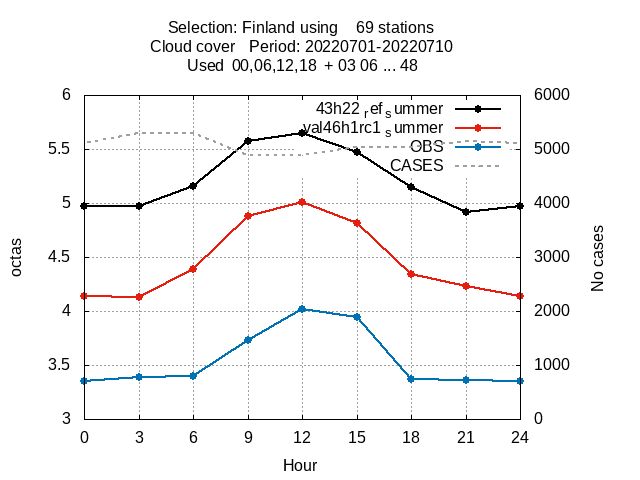 Selection: Finland using    69 stations
Cloud cover   Period: 20220701-20220710
Used  00,06,12,18  + 03 06 ... 48
6
5.5
5
4.5
4
3.5
3
octas
43h22 ref summer
val46h1rc1 summer
OBS
CASES
6000
5000
4000
3000
2000
1000
0
No cases
0 3 6 9 12 15 18 21 24
Hour